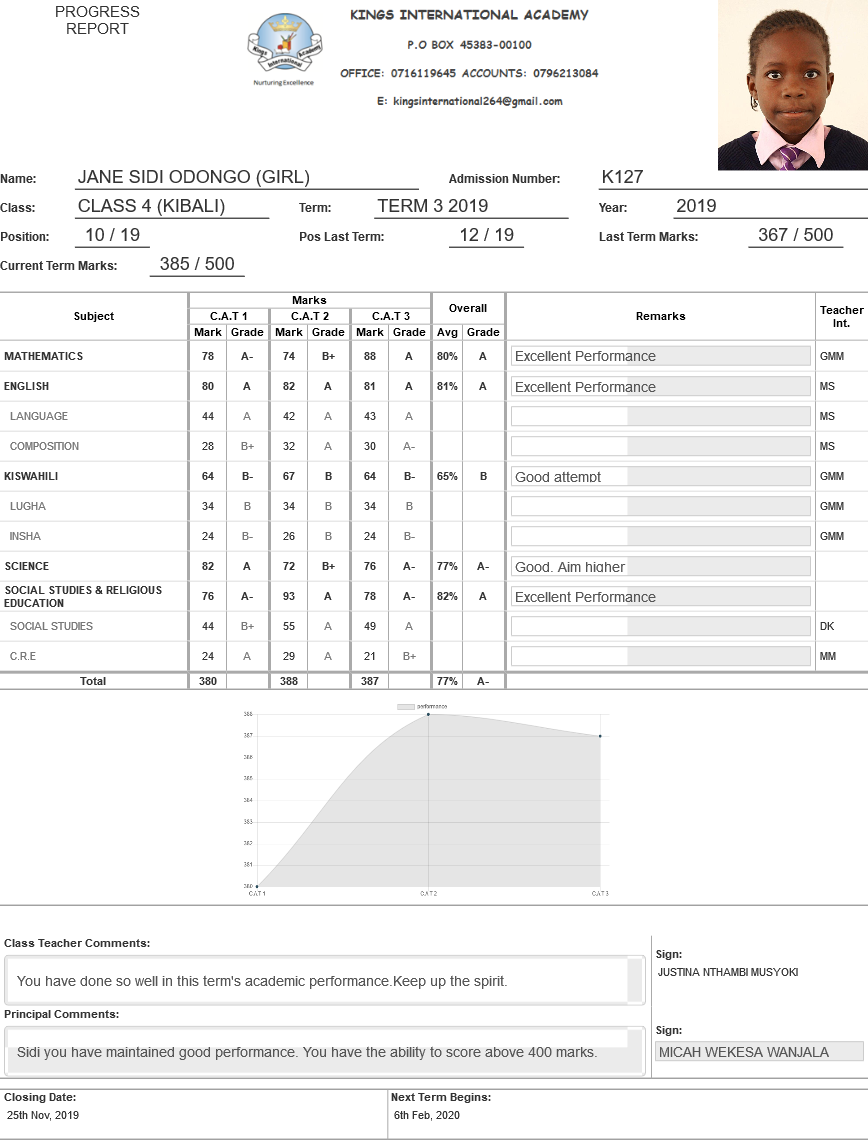 PROGRESS
REPORT
KINGS INTERNATIONAL ACADEMY
P.O BOX 45383-00100
OFFICE: 0716119645 ACCOUNTS: 0796213084
E: kingsinternational264@gmail.com
Kings International Academy
Nurturing Excellence
Name: JANE SIDI ODONGO (GIRL) Admission Number: K127
Class: CLASS 4 (KIBALI) Term: TERM 3 2019 Year: 2019
Position: 10 / 19 Pos Last Term: 12 / 19 Last Term Marks: 367 / 500
Current Term Marks: 385 / 500
Subject Marks Overall Remarks Teacher Int.
C.A.T 1 C.A.T 2 C.A.T 3
Mark Grade Mark Grade Mark Grade Avg Grade
MATHEMATICS 78 A- 74 B+ 88 A 80% A Excellent Performance GMM
ENGLISH 80 A 82 A 81 A 81% A Excellent Performance MS
LANGUAGE 44 A 42 A 43 A MS
COMPOSITION 28 B+ 32 A 30 A- MS
KISWAHILI 64 B- 67 B 64 B- 65% B Good attempt GMM
LUGHA 34 B 34 B 34 B GMM
INSHA 24 B- 26 B 24 B- GMM
SCIENCE 82 A 72 B+ 76 A- 77% A- Good. Aim higher
SOCIAL STUDIES & RELIGIOUS
EDUCATION 76 A- 93 A 78 A- 82% A Excellent Performance
SOCIAL STUDIES 44 B+ 55 A 49 A DK
C.R.E 24 A 29 A 21 B+ MM
Total 380 388 387 77% A-
performance
388
387
386
385
384
383
382
381
380
CAT1 CAT2 CAT3
Class Teacher Comments:
You have done so well in this term's academic performance.Keep up the spirit.
Sign:
JUSTINA NTHAMBI MUSYOKI
Principal Comments:
Sidi you have maintained good performance. You have the ability to score above 400 marks.
Sign:
MICAH WEKESA WANJALA
Closing Date: Next Term Begins:
25th Nov, 2019 6th Feb, 2020